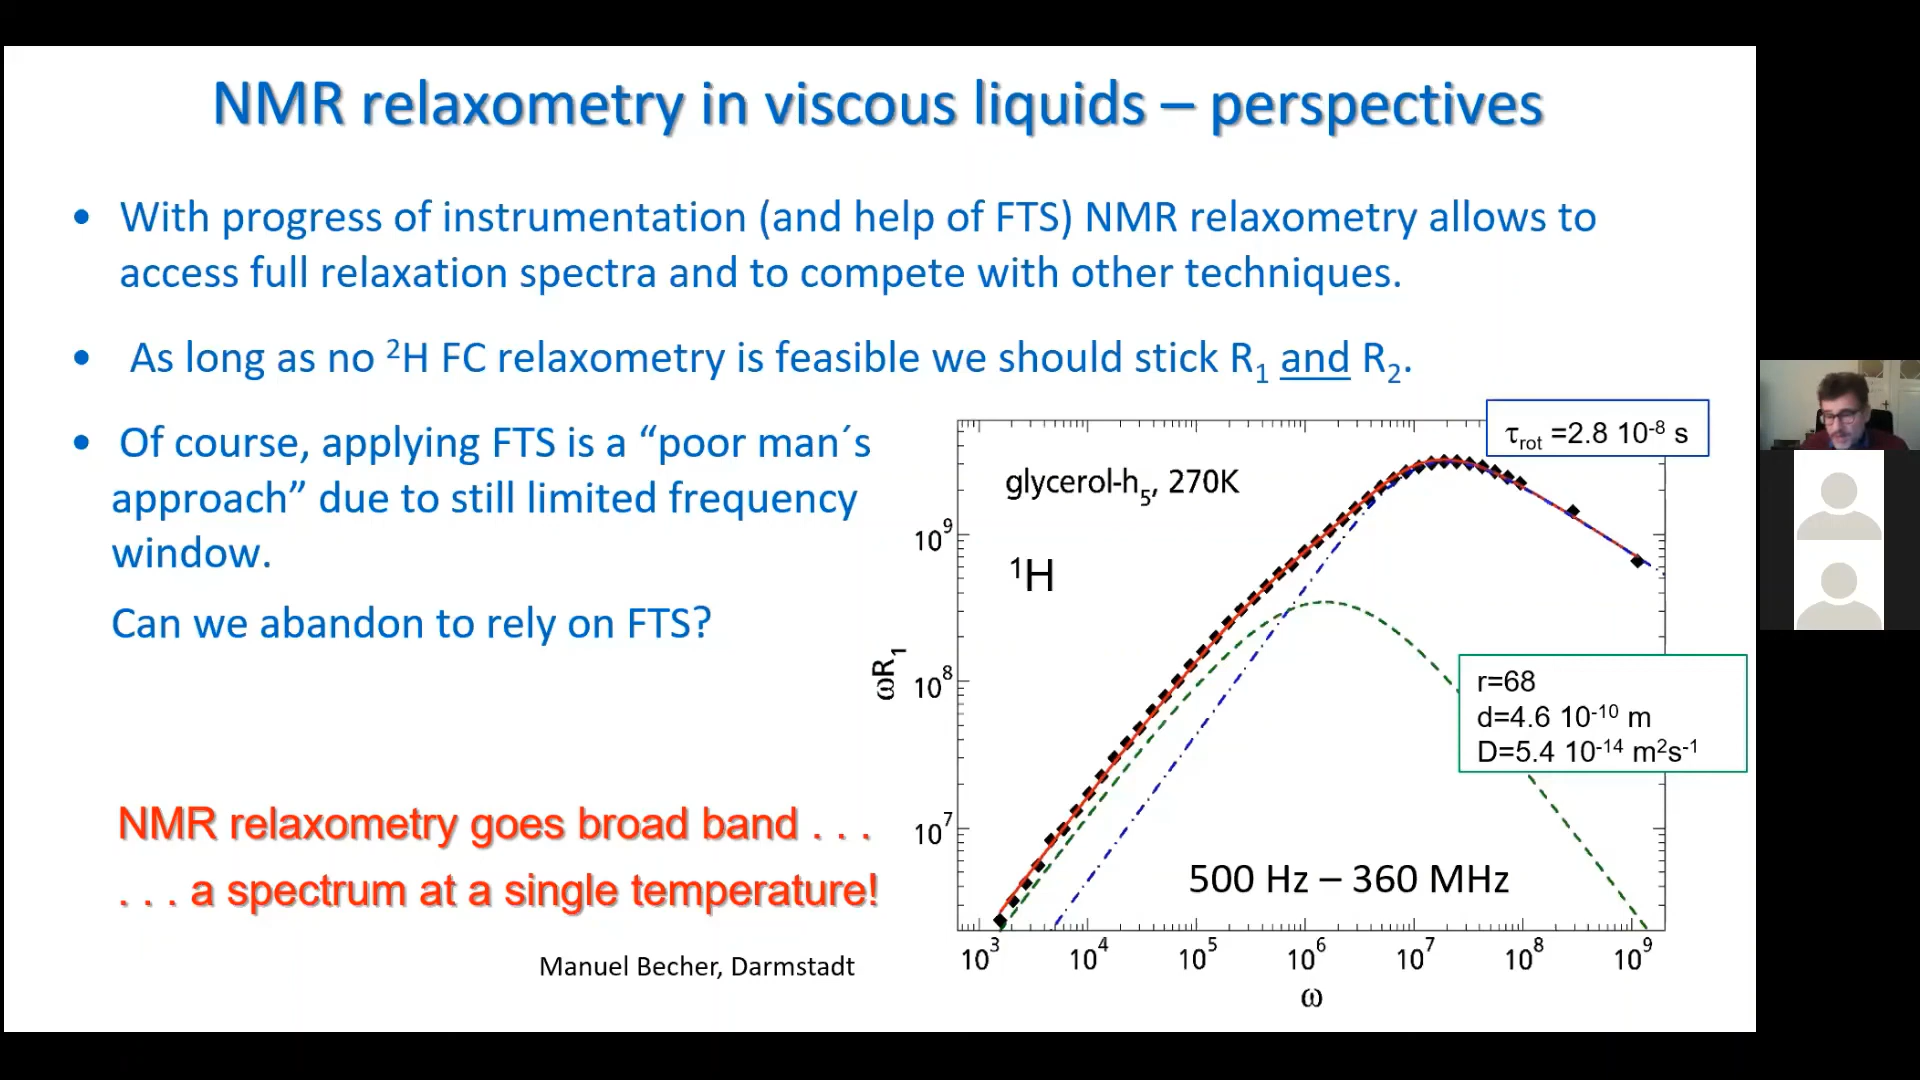 NMR relaxometry in viscous liquids – perspectives
• With progress of instrumentation (and help of FTS) NMR relaxometry allows to
access full relaxation spectra and to compete with other techniques.
• As long as no ²H FC relaxometry is feasible we should stick R₁ and R₂.
• Of course, applying FTS is a “poor man´s
approach” due to still limited frequency
window.
Can we abandon to rely on FTS?
NMR relaxometry goes broad band . . .
. . . a spectrum at a single temperature!
Manuel Becher, Darmstadt
τrot =2.8 10⁻⁸ s
glycerol-h₅, 270K
¹H
r=68
d=4.6 10⁻¹⁰ m
D=5.4 10⁻¹⁴ m²s⁻¹
500 Hz – 360 MHz
ωR₁
10⁹
10⁸
10⁷
10³ 10⁴ 10⁵ 10⁶ 10⁷ 10⁸ 10⁹
ω